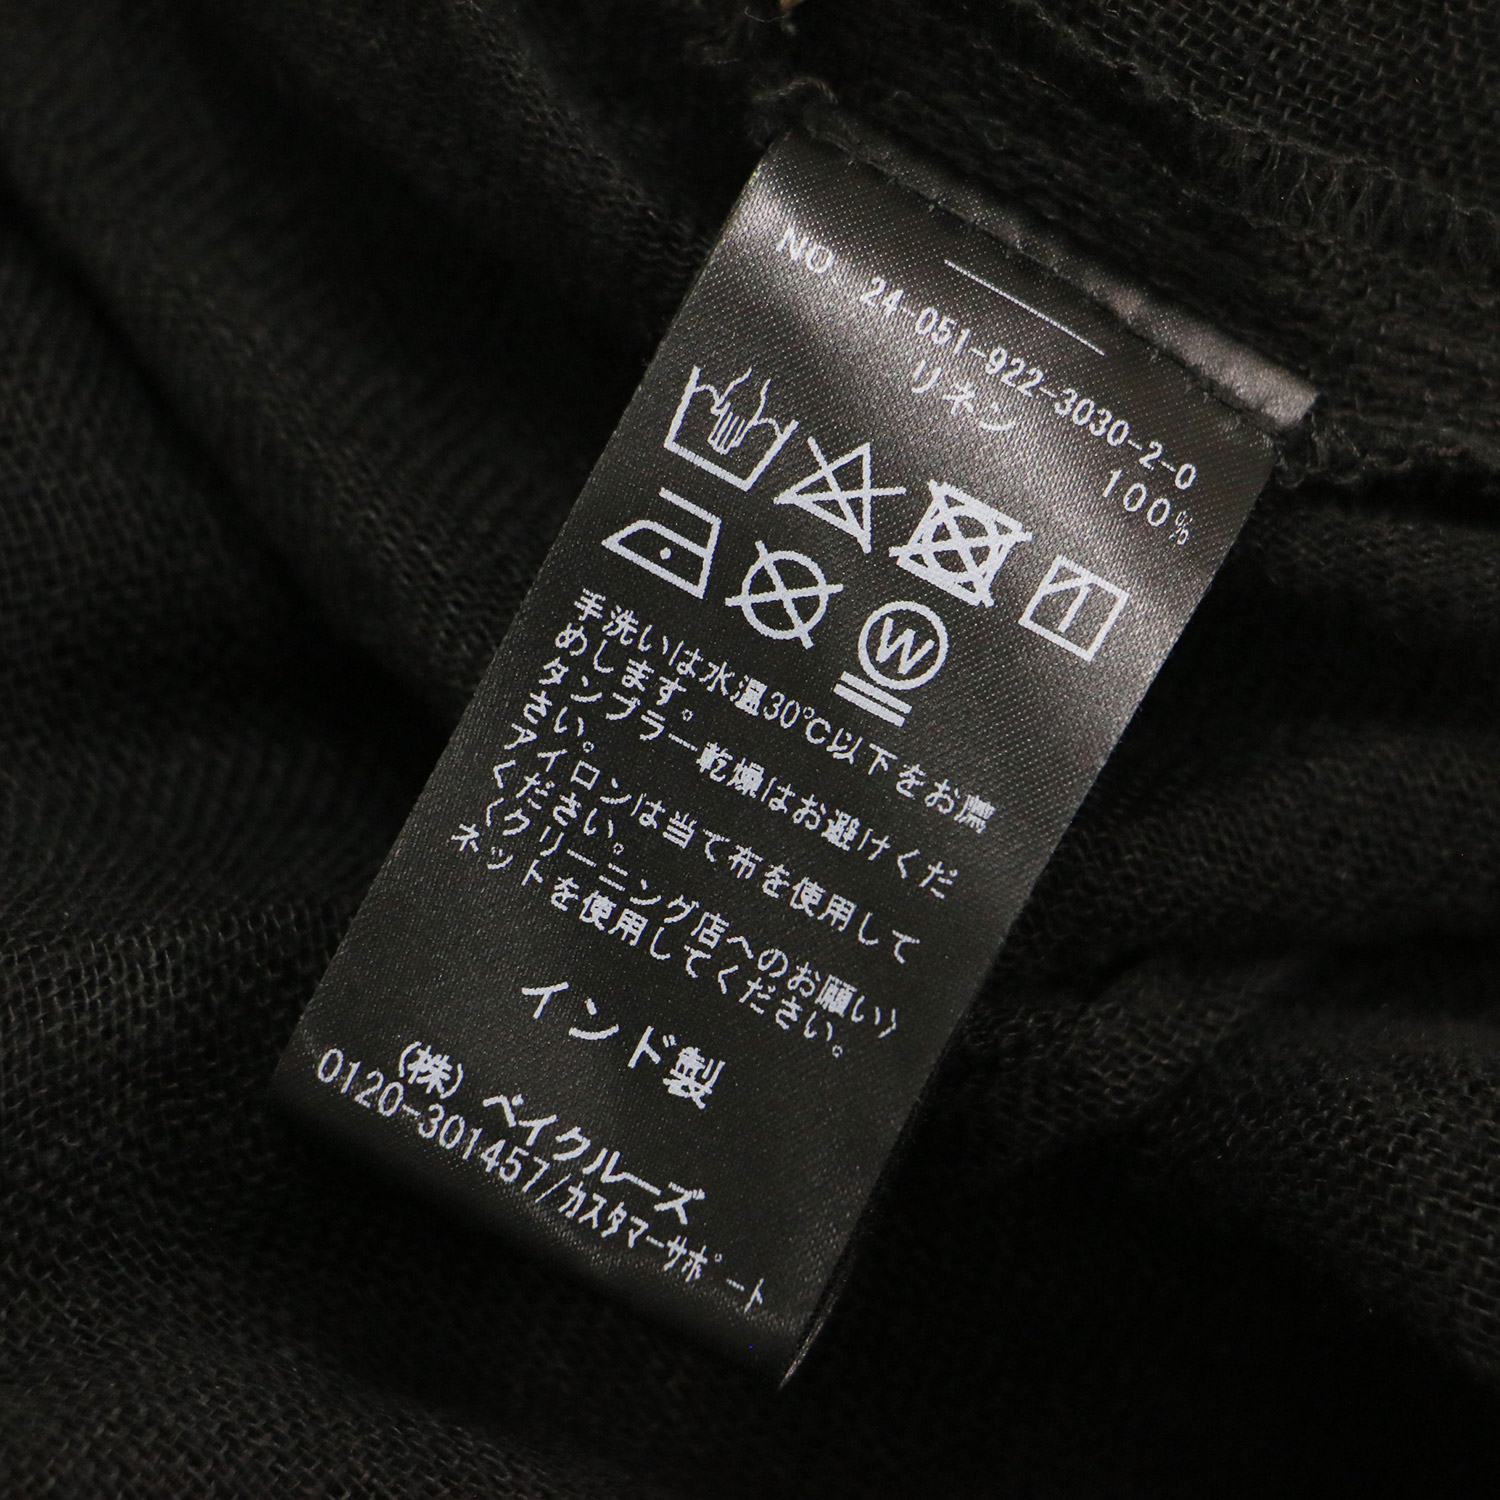 NO. 24-051-922-3030-2-0
リネン 100%
W
手洗いは水温30℃以下をお薦
めします。
タンブラー乾燥はお避けくだ
さい。
アイロンは当て布を使用して
ください。
〈クリーニング店へのお願い〉
ネットを使用してください。
インド製
(株) ベイクルーズ
0120-301457/カスタマーサポート